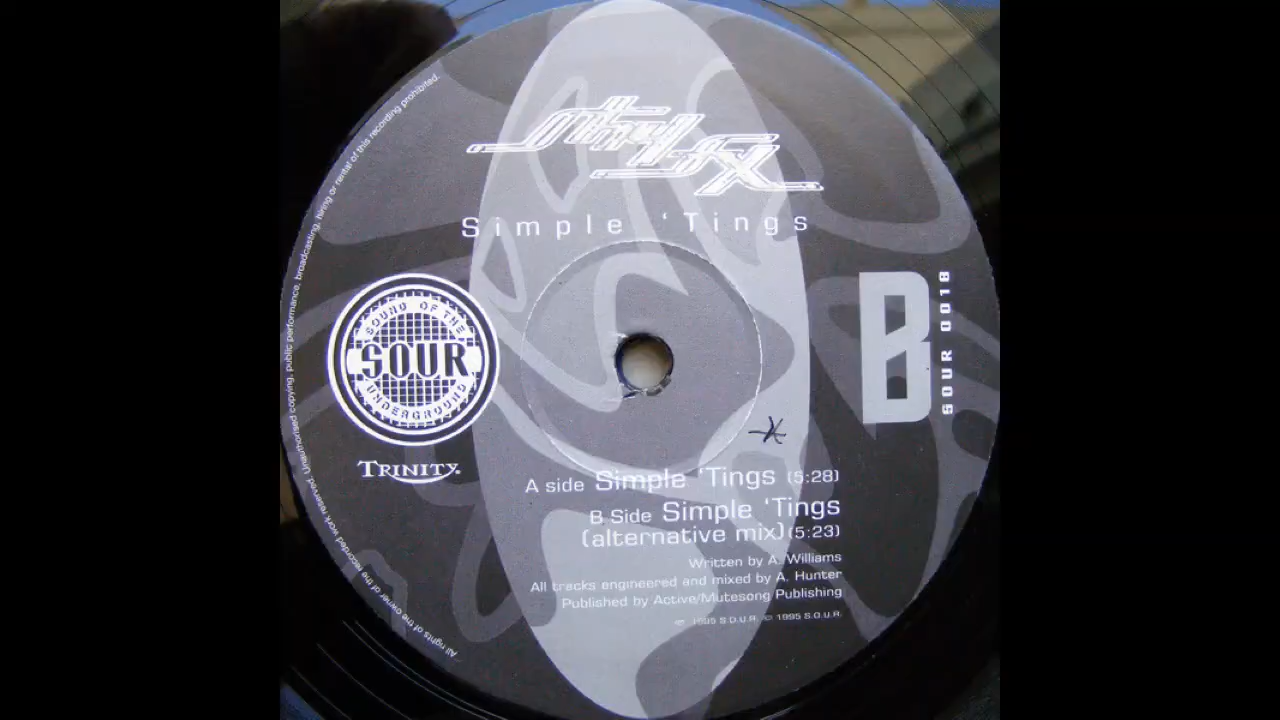 Shy FX
Simple ‘Tings
SOUND OF THE
SOUR
UNDERGROUND
TRINITY.
B
SOUR 001B
A side Simple ‘Tings (5:28)
B Side Simple ‘Tings
(alternative mix) (5:23)
Written by A. Williams
All tracks engineered and mixed by A. Hunter
Published by Active/Mutesong Publishing
℗ 1995 S.O.U.R. © 1995 S.O.U.R.
All rights of the owner of the recorded work reserved. Unauthorised copying, public performance, broadcasting, hiring or rental of this recording prohibited.